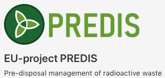 PREDIS
EU-project PREDIS
Pre-disposal management of radioactive waste